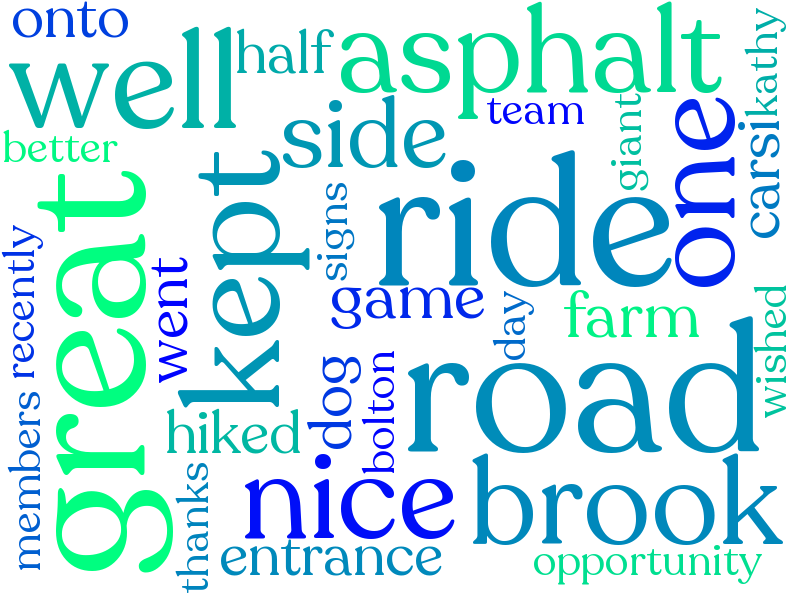 onto
well
half
asphalt
kathy
team
side
better
giant
one
carsi
kept
great
ride
signs
recently
went
game
day
farm
wished
road
dog
bolton
members
hiked
nice
brook
thanks
entrance
opportunity